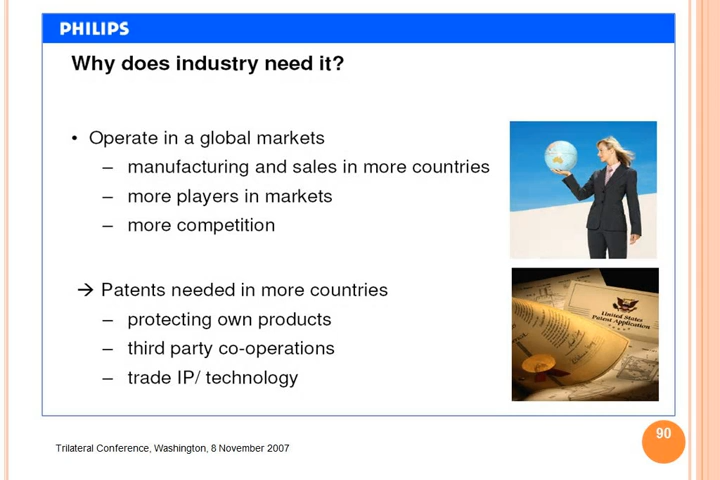 PHILIPS
Why does industry need it?
• Operate in a global markets
– manufacturing and sales in more countries
– more players in markets
– more competition
→ Patents needed in more countries
– protecting own products
– third party co-operations
– trade IP/ technology
United States
Patent Application
Trilateral Conference, Washington, 8 November 2007
90